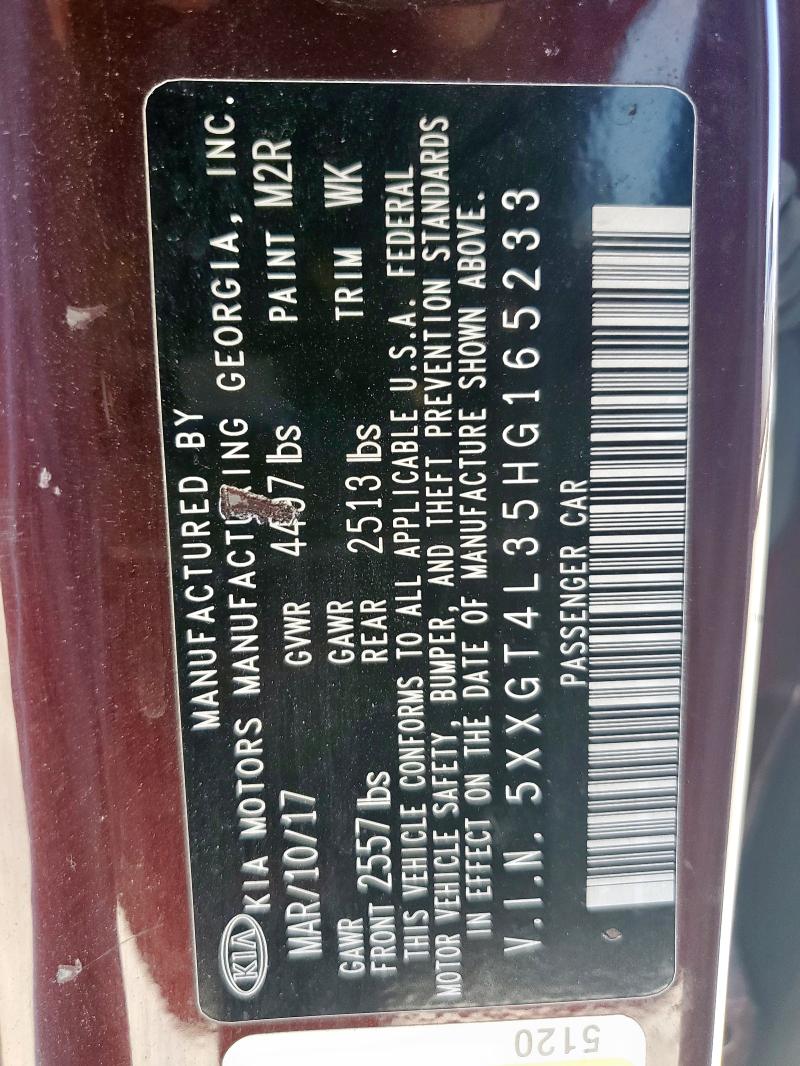 MANUFACTURED BY
KIA KIA MOTORS MANUFACTURING GEORGIA, INC.
MAR/10/17 GVWR lbs PAINT M2R
GAWR FRONT 2557 lbs GAWR REAR 2513 lbs TRIM WK
THIS VEHICLE CONFORMS TO ALL APPLICABLE U.S.A. FEDERAL
MOTOR VEHICLE SAFETY, BUMPER, AND THEFT PREVENTION STANDARDS
IN EFFECT ON THE DATE OF MANUFACTURE SHOWN ABOVE.
V.I.N. 5XXGT4L35HG165233
PASSENGER CAR
5120